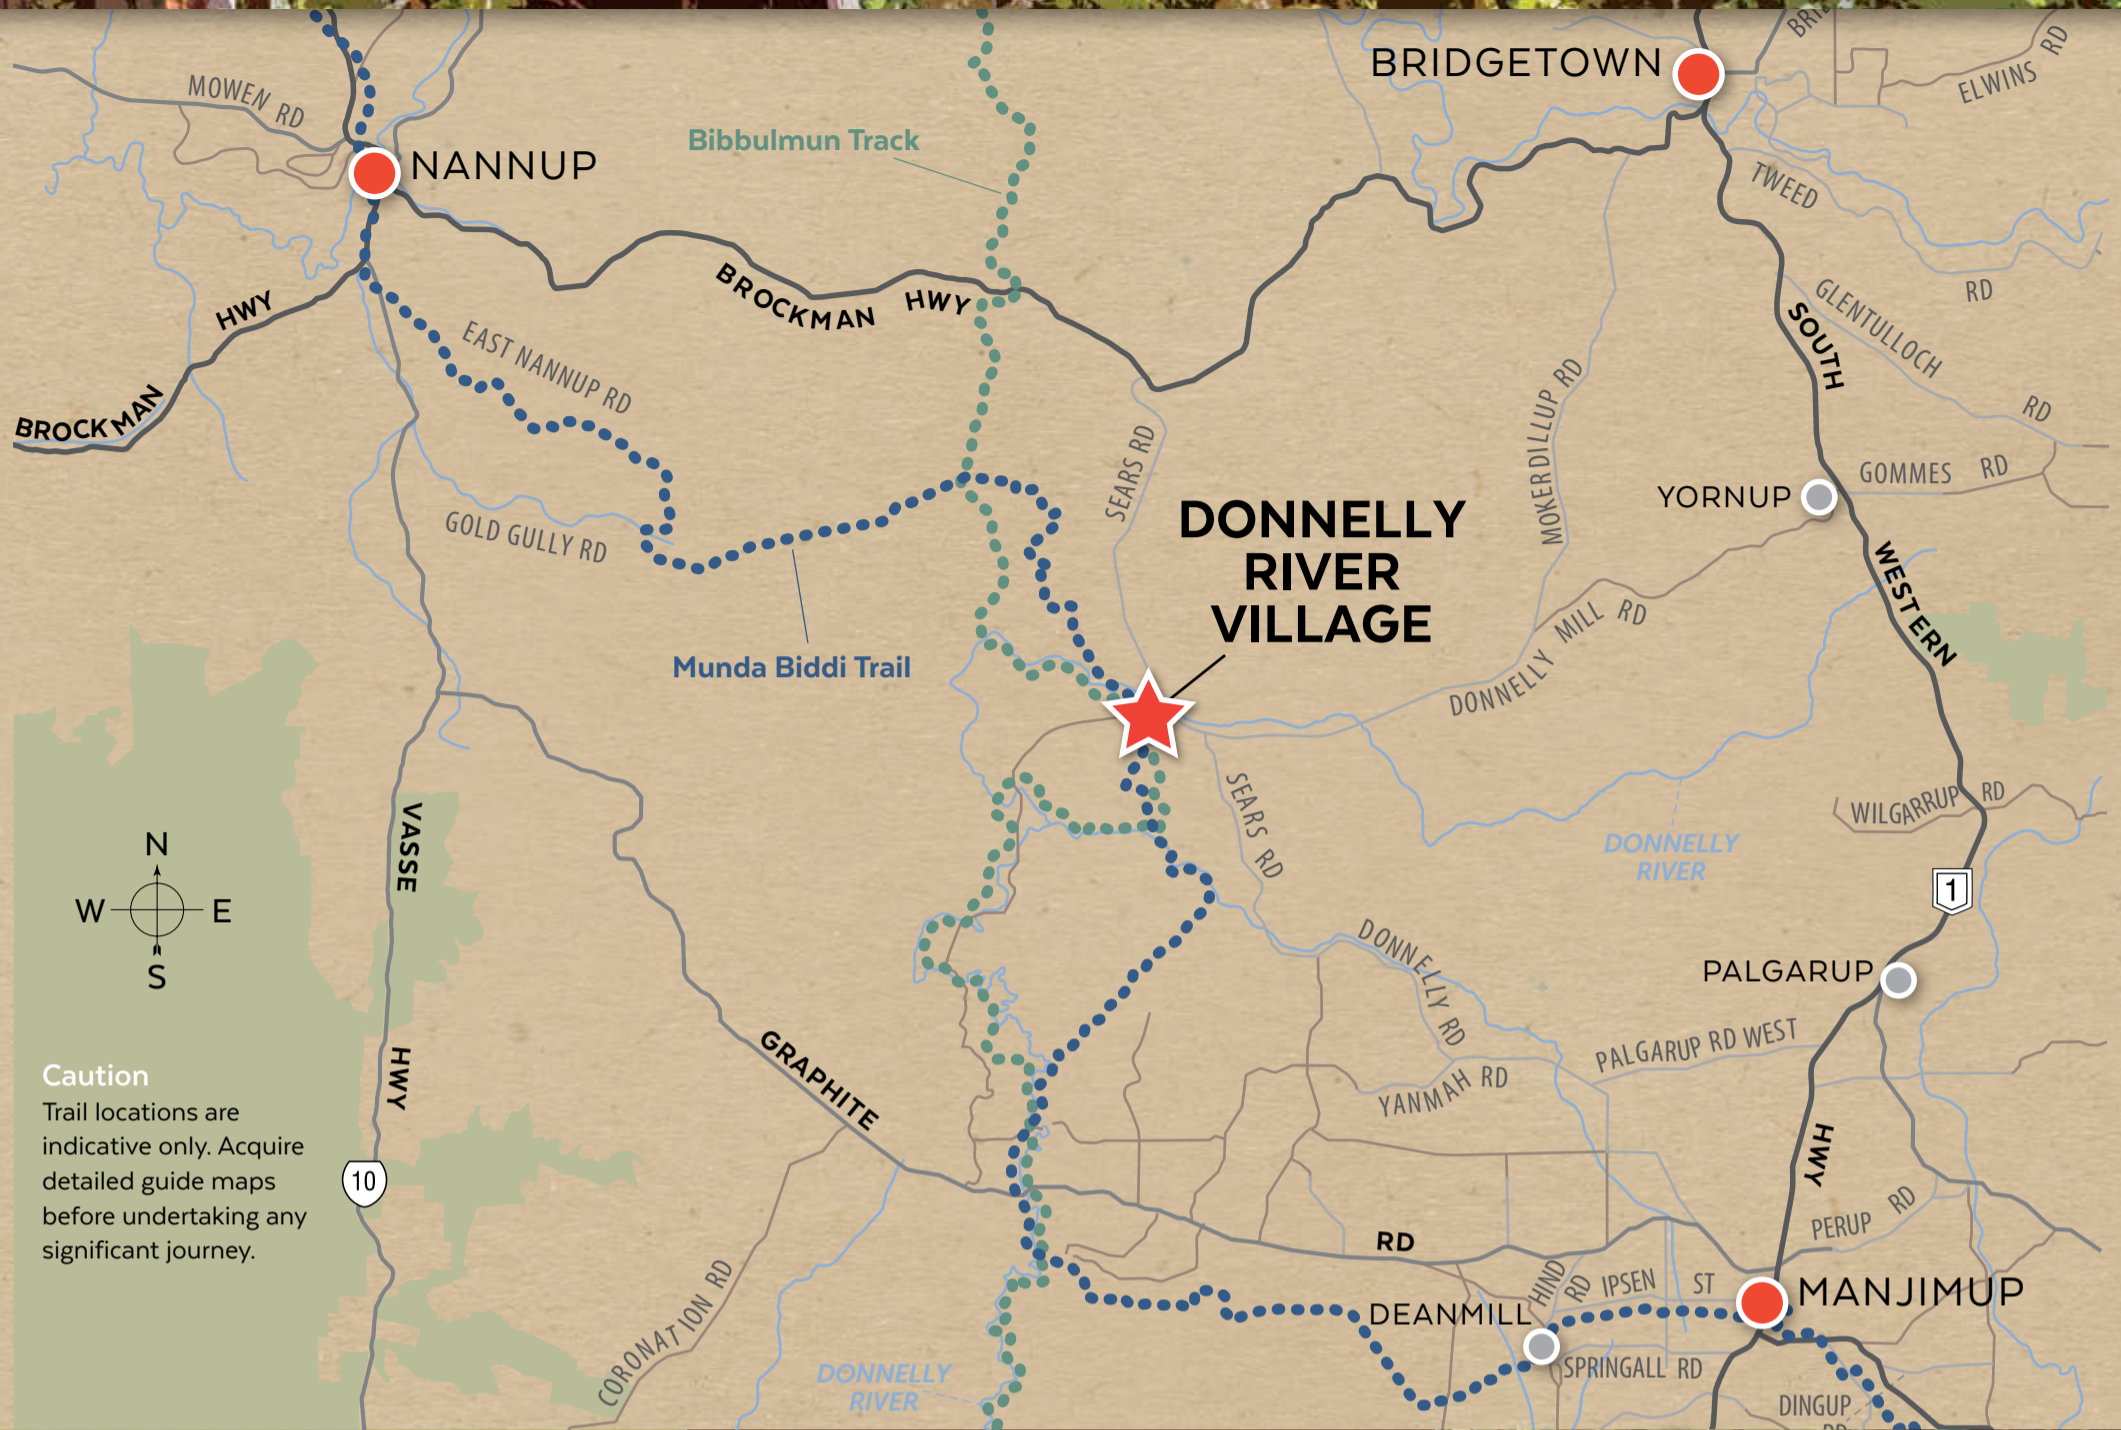 BRIDGETOWN
ELWINS RD
MOWEN RD
NANNUP
Bibbulmun Track
TWEED
RD
BROCKMAN HWY
HWY
BROCKMAN
EAST NANNUP RD
SOUTH
GLENTULLOCH
RD
SEARS RD
MOKERDILLUP RD
GOMMES RD
YORNUP
GOLD GULLY RD
DONNELLY
RIVER
VILLAGE
WESTERN
DONNELLY MILL RD
Munda Biddi Trail
SEARS RD
WILGARRUP RD
DONNELLY
RIVER
VASSE
HWY
1
N
W
E
S
DONNELLY RD
PALGARUP
PALGARUP RD WEST
YANMAH RD
GRAPHITE
RD
Caution
Trail locations are
indicative only. Acquire
detailed guide maps
before undertaking any
significant journey.
10
HWY
PERUP RD
CORONATION RD
HIND
RD
IPSEN ST
MANJIMUP
DEANMILL
SPRINGALL RD
DONNELLY
RIVER
DINGUP